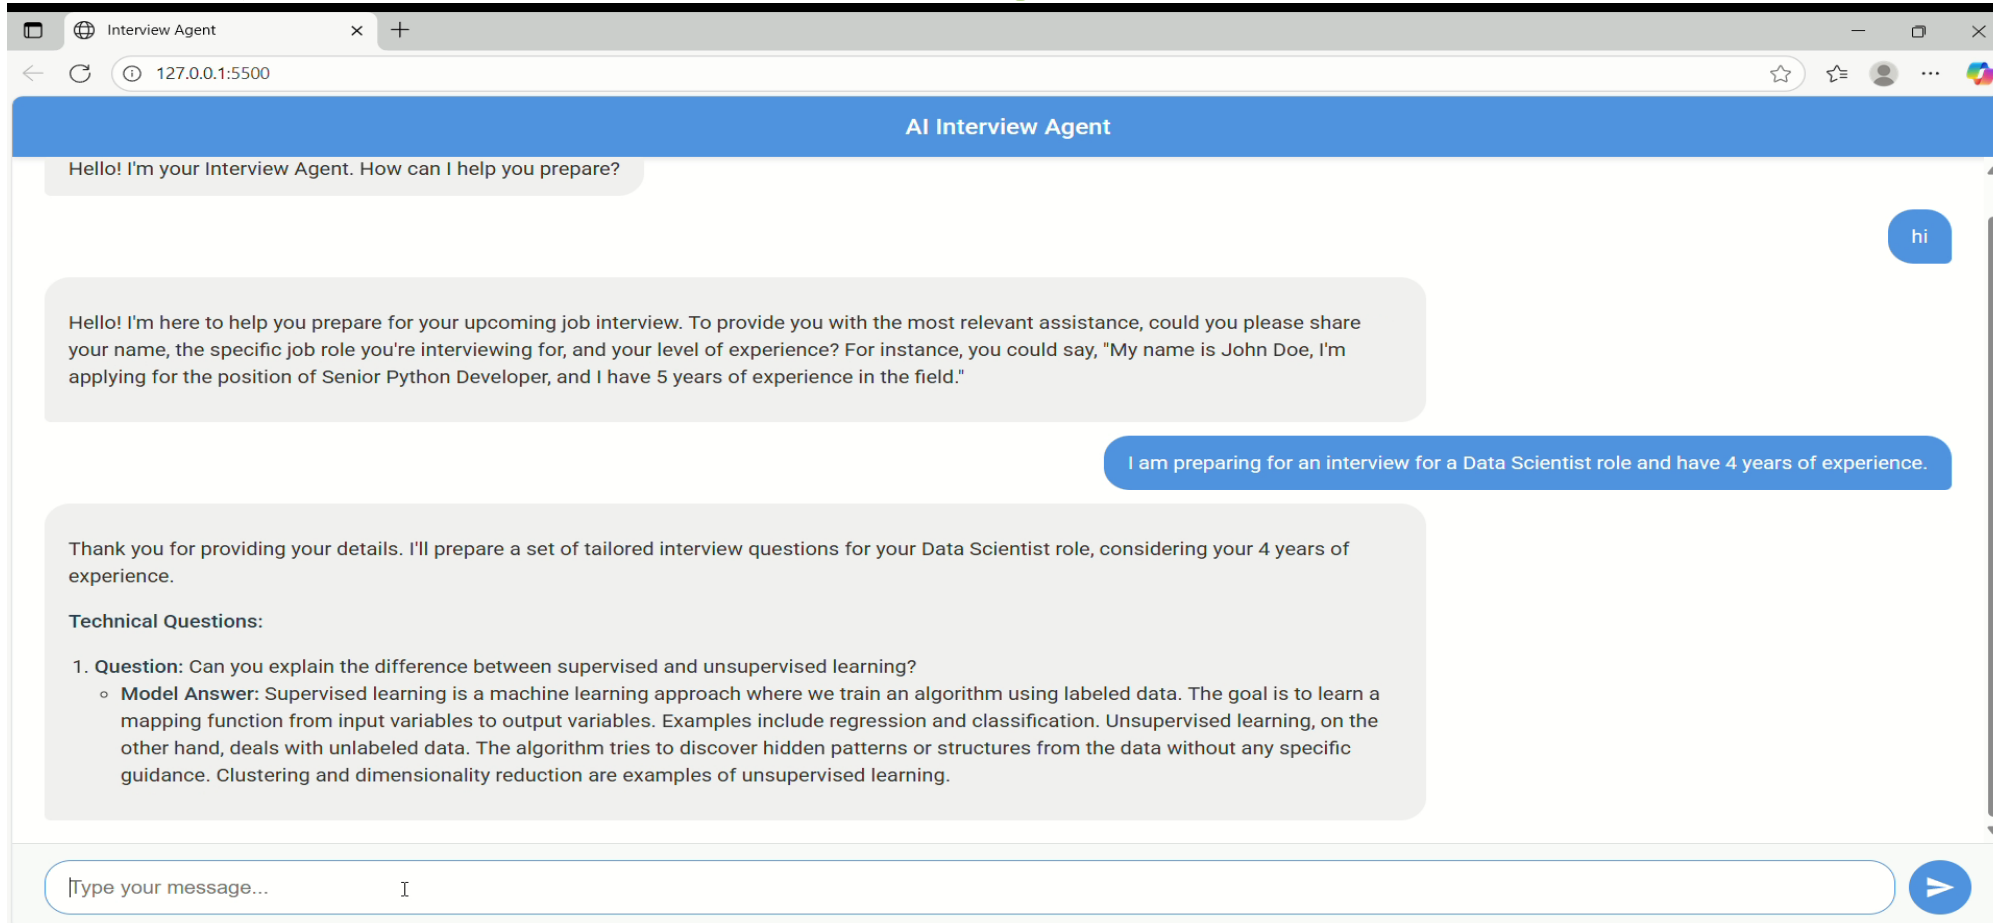 Interview Agent
127.0.0.1:5500
AI Interview Agent
Hello! I'm your Interview Agent. How can I help you prepare?
hi
Hello! I'm here to help you prepare for your upcoming job interview. To provide you with the most relevant assistance, could you please share
your name, the specific job role you're interviewing for, and your level of experience? For instance, you could say, "My name is John Doe, I'm
applying for the position of Senior Python Developer, and I have 5 years of experience in the field."
I am preparing for an interview for a Data Scientist role and have 4 years of experience.
Thank you for providing your details. I'll prepare a set of tailored interview questions for your Data Scientist role, considering your 4 years of
experience.
Technical Questions:
1. Question: Can you explain the difference between supervised and unsupervised learning?
Model Answer: Supervised learning is a machine learning approach where we train an algorithm using labeled data. The goal is to learn a
mapping function from input variables to output variables. Examples include regression and classification. Unsupervised learning, on the
other hand, deals with unlabeled data. The algorithm tries to discover hidden patterns or structures from the data without any specific
guidance. Clustering and dimensionality reduction are examples of unsupervised learning.
Type your message...